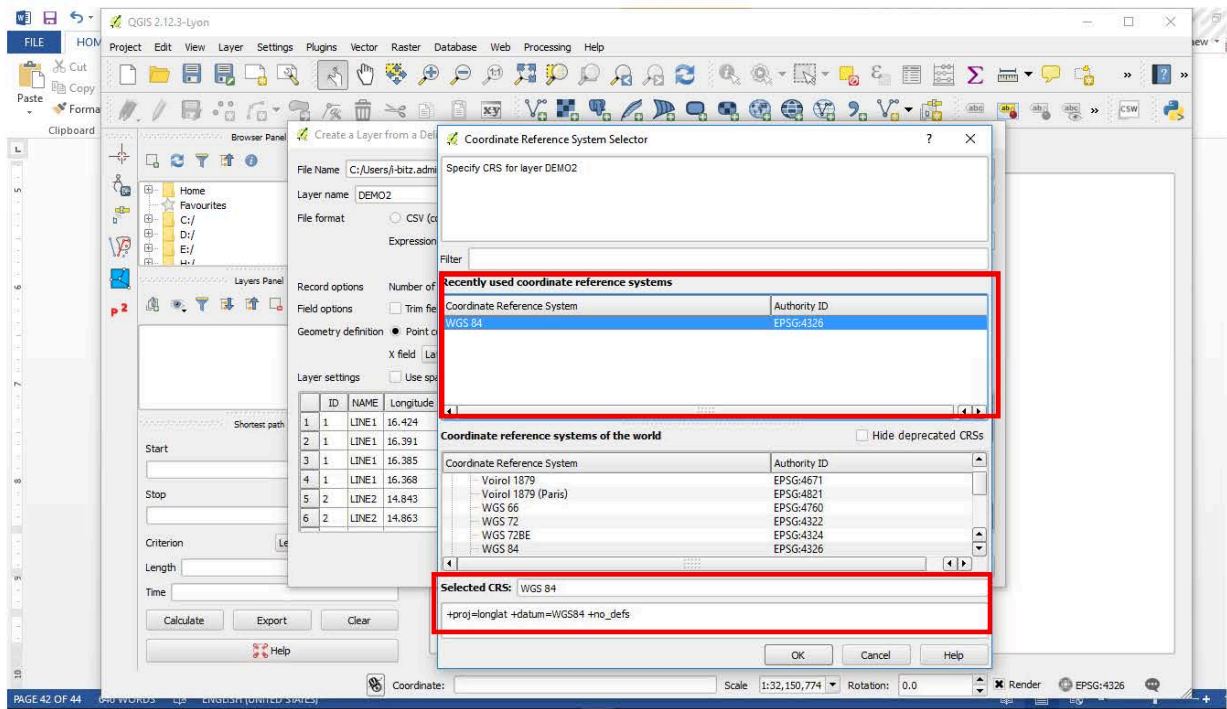 QGIS 2.12.3-Lyon
FILE
HOM
Project Edit View Layer Settings Plugins Vector Raster Database Web Processing Help
Cut
Copy
Paste
Forma
Clipboard
Browser Panel
Home
Favourites
C:/
D:/
E:/
Layers Panel
Shortest path
Start
Stop
Criterion
Le
Length
Time
Calculate Export Clear
Help
Create a Layer from a Del
File Name C:/Users/i-bitz.admi
Layer name DEMO2
File format CSV (co
Expression
Record options Number of
Field options Trim fie
Geometry definition Point c
X field La
Layer settings Use spa
ID NAME Longitude
1 1 LINE1 16.424
2 1 LINE1 16.391
3 1 LINE1 16.385
4 1 LINE1 16.368
5 2 LINE2 14.843
6 2 LINE2 14.863
Coordinate Reference System Selector ?
Specify CRS for layer DEMO2
Filter
Recently used coordinate reference systems
Coordinate Reference System Authority ID
WGS 84 EPSG:4326
Coordinate reference systems of the world Hide deprecated CRSs
Coordinate Reference System Authority ID
Voirol 1879 EPSG:4671
Voirol 1879 (Paris) EPSG:4821
WGS 66 EPSG:4760
WGS 72 EPSG:4322
WGS 72BE EPSG:4324
WGS 84 EPSG:4326
Selected CRS: WGS 84
+proj=longlat +datum=WGS84 +no_defs
OK Cancel Help
Coordinate: Scale 1:32,150,774 Rotation: 0.0 Render EPSG:4326
PAGE 42 OF 44